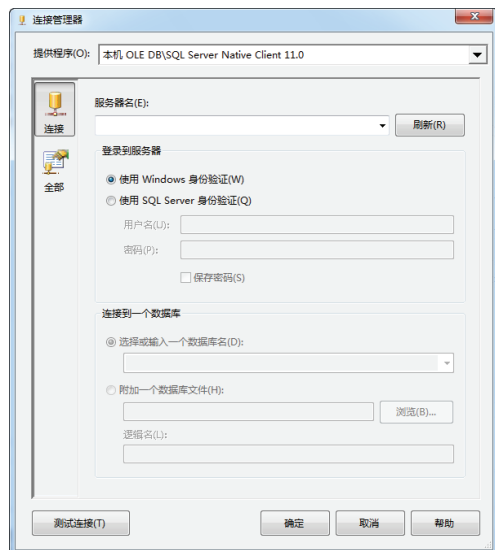 连接管理器
提供程序(O): 本机 OLE DB\SQL Server Native Client 11.0
连接
全部
服务器名(E):
刷新(R)
登录到服务器
使用 Windows 身份验证(W)
使用 SQL Server 身份验证(Q)
用户名(U):
密码(P):
保存密码(S)
连接到一个数据库
选择或输入一个数据库名(D):
附加一个数据库文件(H):
浏览(B)...
逻辑名(L):
测试连接(T) 确定 取消 帮助